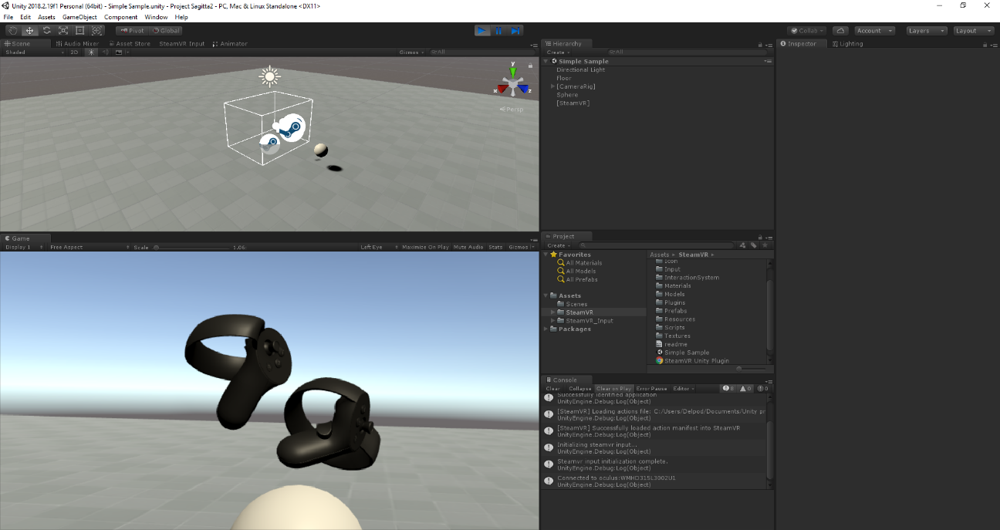 Unity 2018.2.19f1 Personal (64bit) - Simple Sample.unity - Project Sagitta2 - PC, Mac & Linux Standalone <DX11>
File Edit Assets GameObject Component Window Help
Pivot Global Collab Account Layers Layout
Scene Audio Mixer Asset Store SteamVR Input Animator
Shaded 2D Gizmos All
y
x z
Persp
Hierarchy
Create All
Simple Sample
Directional Light
Floor
[CameraRig]
Sphere
[SteamVR]
Inspector Lighting
Game
Display 1 Free Aspect Scale 1.06 Left Eye Maximize On Play Mute Audio Stats Gizmos
Project
Create
Favorites
All Materials
All Models
All Prefabs
Assets
Scenes
SteamVR
SteamVR_Input
Packages
Assets SteamVR
Icon
Input
InteractionSystem
Materials
Models
Plugins
Prefabs
Resources
Scripts
Textures
readme
Simple Sample
SteamVR Unity Plugin
Console
Clear Collapse Clear on Play Error Pause Editor 0 0
Successfully identified application
UnityEngine.Debug:Log(Object)
[SteamVR] Loading actions file: C:/Users/Delpod/Documents/Unity pr
UnityEngine.Debug:Log(Object)
[SteamVR] Successfully loaded action manifest into SteamVR
UnityEngine.Debug:Log(Object)
Initializing steamvr input...
UnityEngine.Debug:Log(Object)
Steamvr input initialization complete.
UnityEngine.Debug:Log(Object)
Connected to oculus:WMHD315L3002U1
UnityEngine.Debug:Log(Object)